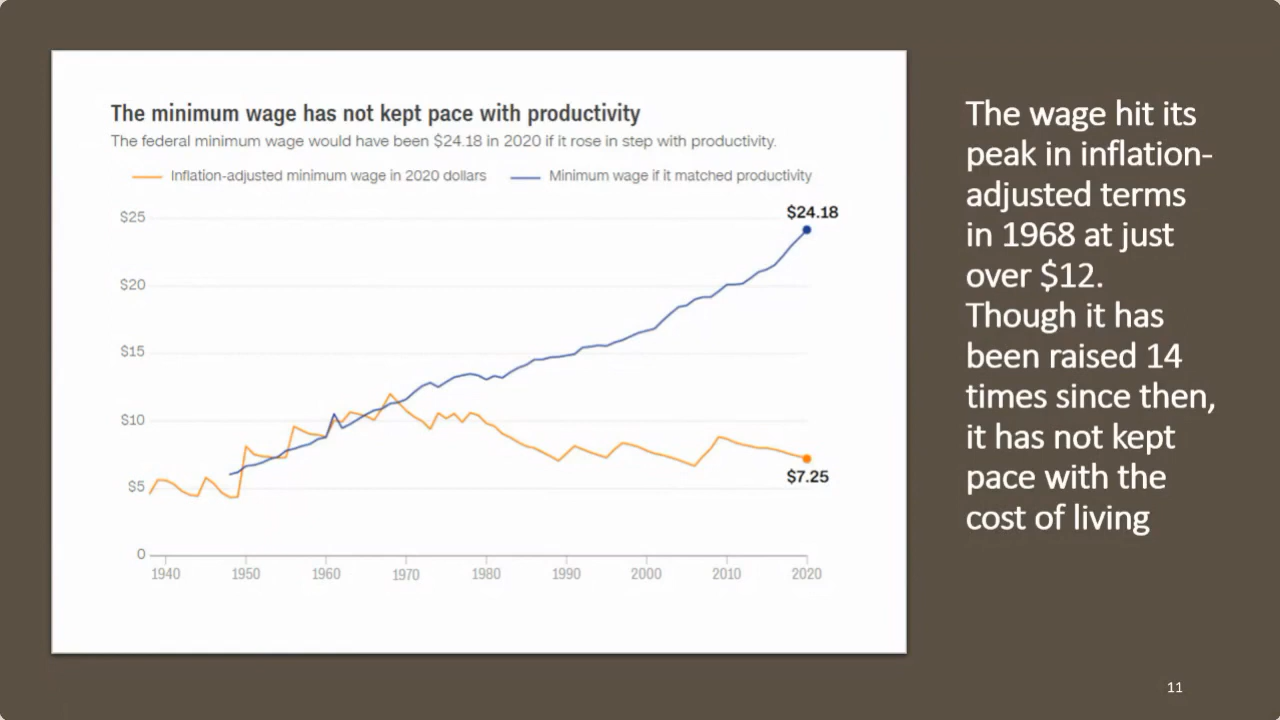 The minimum wage has not kept pace with productivity
The federal minimum wage would have been $24.18 in 2020 if it rose in step with productivity.
Inflation-adjusted minimum wage in 2020 dollars
Minimum wage if it matched productivity
$24.18
$25
$20
$15
$10
$5
0
$7.25
1940
1950
1960
1970
1980
1990
2000
2010
2020
The wage hit its
peak in inflation-
adjusted terms
in 1968 at just
over $12.
Though it has
been raised 14
times since then,
it has not kept
pace with the
cost of living
11